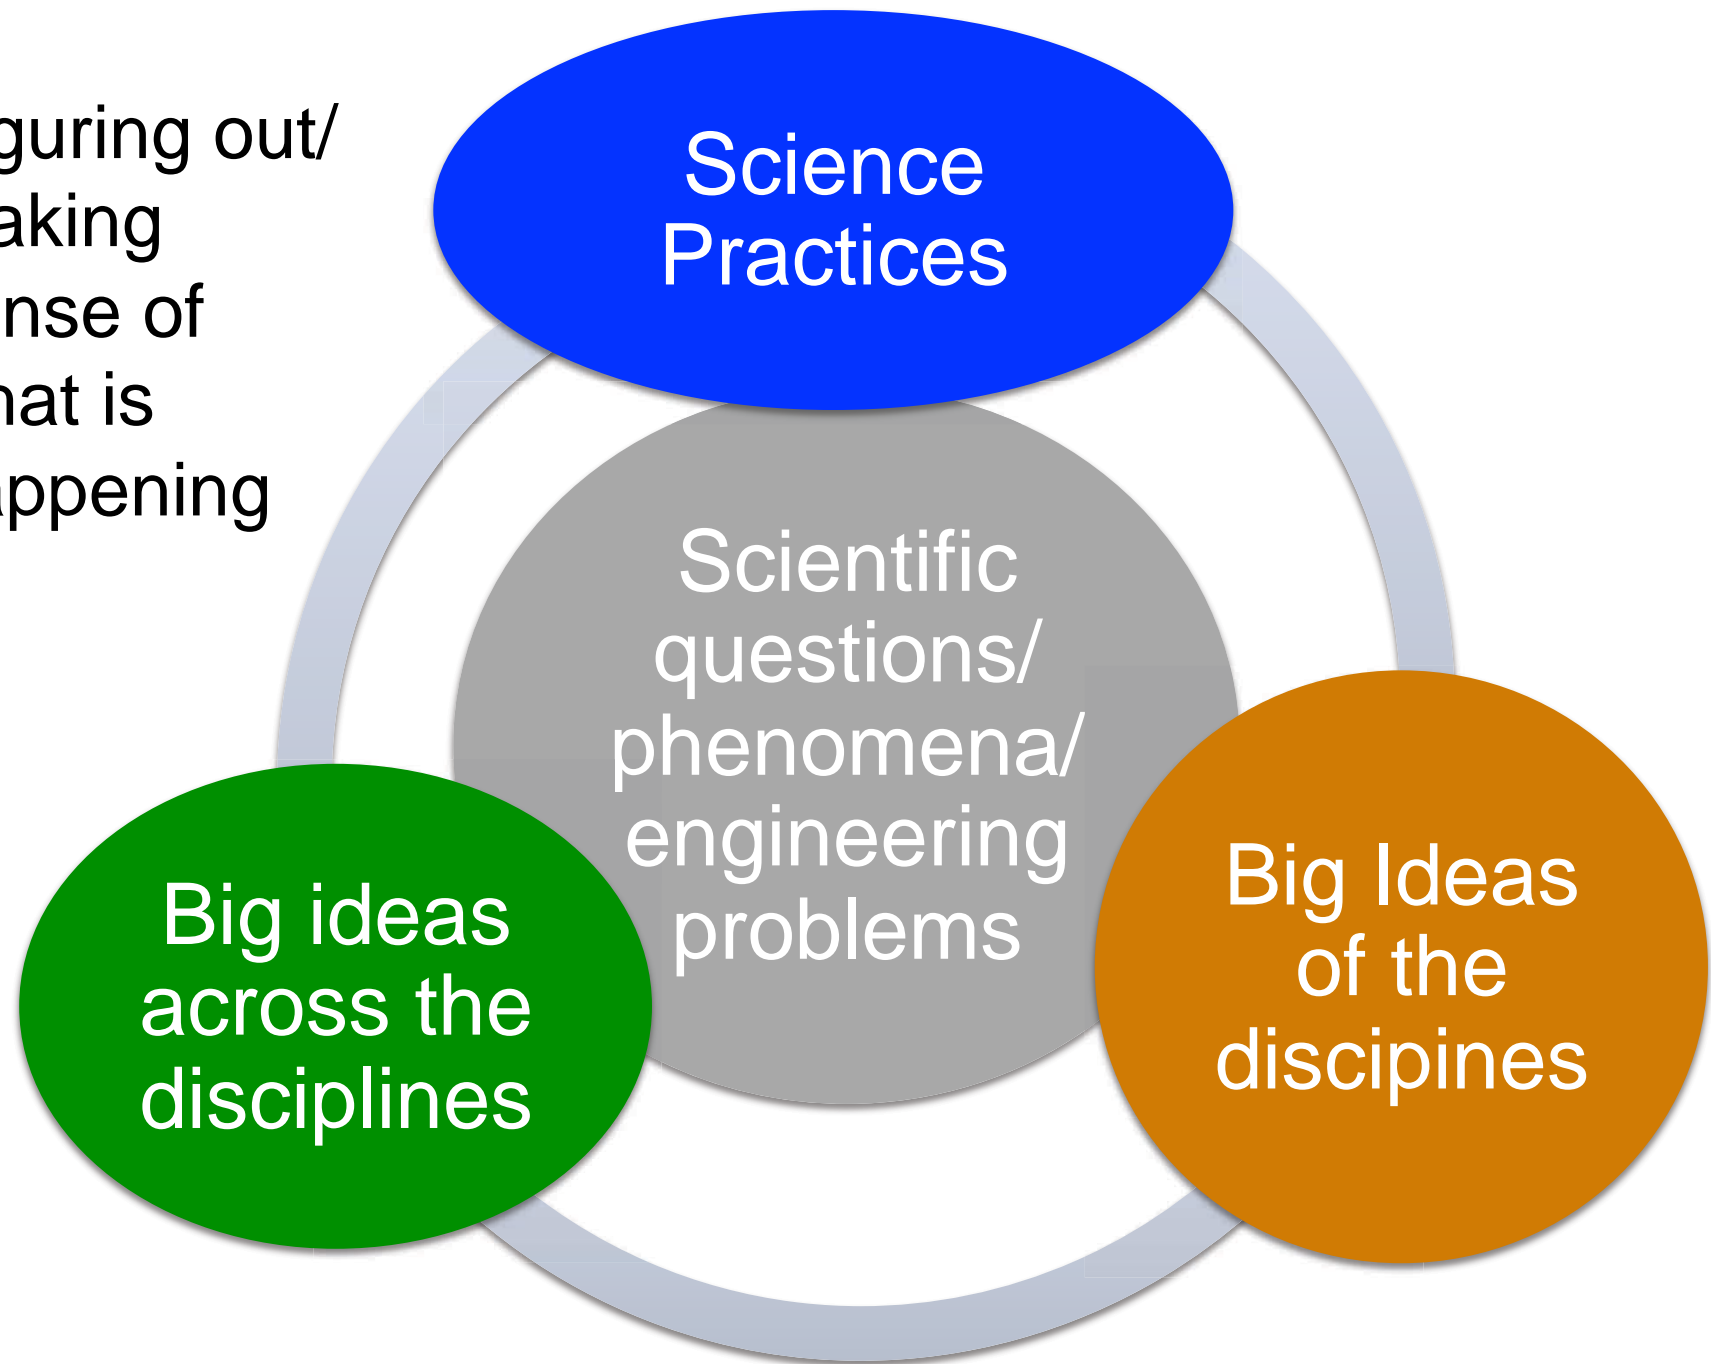 guring out/
aking
nse of
hat is
appening
Science
Practices
Scientific
questions/
phenomena/
engineering
problems
Big ideas
across the
disciplines
Big Ideas
of the
discipines